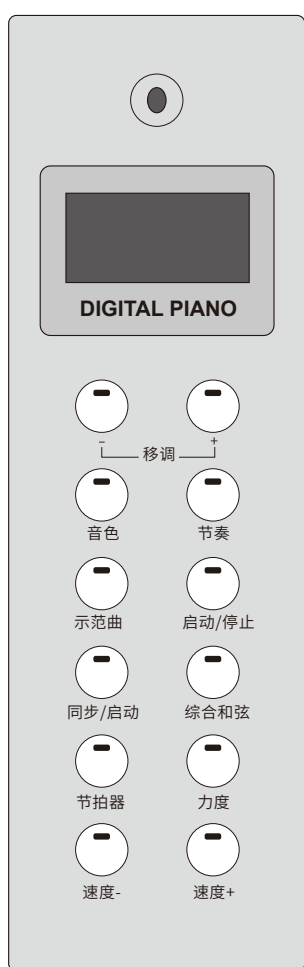 DIGITAL PIANO
- 移调 +
音色 节奏
示范曲 启动/停止
同步/启动 综合和弦
节拍器 力度
速度- 速度+